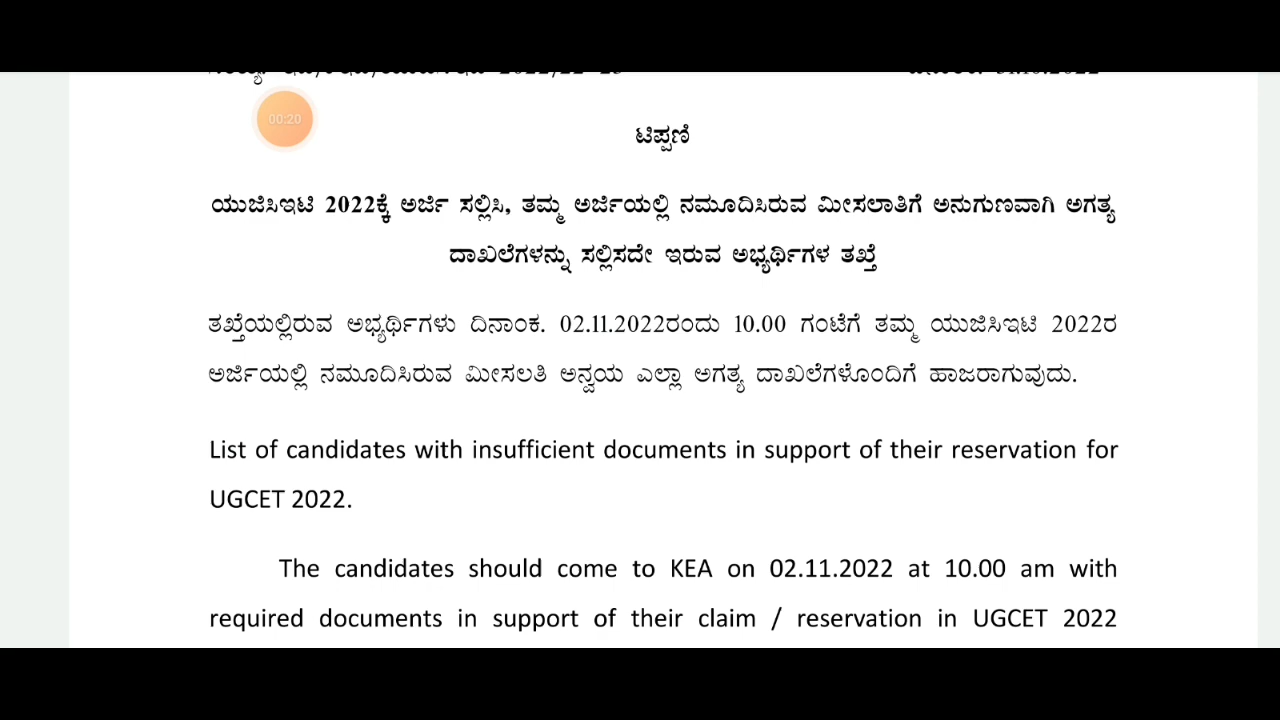 00:20
ಟಿಪ್ಪಣಿ
ಯುಜಿಸಿಇಟಿ 2022ಕ್ಕೆ ಅರ್ಜಿ ಸಲ್ಲಿಸಿ, ತಮ್ಮ ಅರ್ಜಿಯಲ್ಲಿ ನಮೂದಿಸಿರುವ ಮೀಸಲಾತಿಗೆ ಅನುಗುಣವಾಗಿ ಅಗತ್ಯ
ದಾಖಲೆಗಳನ್ನು ಸಲ್ಲಿಸದೇ ಇರುವ ಅಭ್ಯರ್ಥಿಗಳ ತಖ್ತೆ
ತಖ್ತೆಯಲ್ಲಿರುವ ಅಭ್ಯರ್ಥಿಗಳು ದಿನಾಂಕ. 02.11.2022ರಂದು 10.00 ಗಂಟೆಗೆ ತಮ್ಮ ಯುಜಿಸಿಇಟಿ 2022ರ
ಅರ್ಜಿಯಲ್ಲಿ ನಮೂದಿಸಿರುವ ಮೀಸಲತಿ ಅನ್ವಯ ಎಲ್ಲಾ ಅಗತ್ಯ ದಾಖಲೆಗಳೊಂದಿಗೆ ಹಾಜರಾಗುವುದು.
List of candidates with insufficient documents in support of their reservation for
UGCET 2022.
The candidates should come to KEA on 02.11.2022 at 10.00 am with
required documents in support of their claim / reservation in UGCET 2022